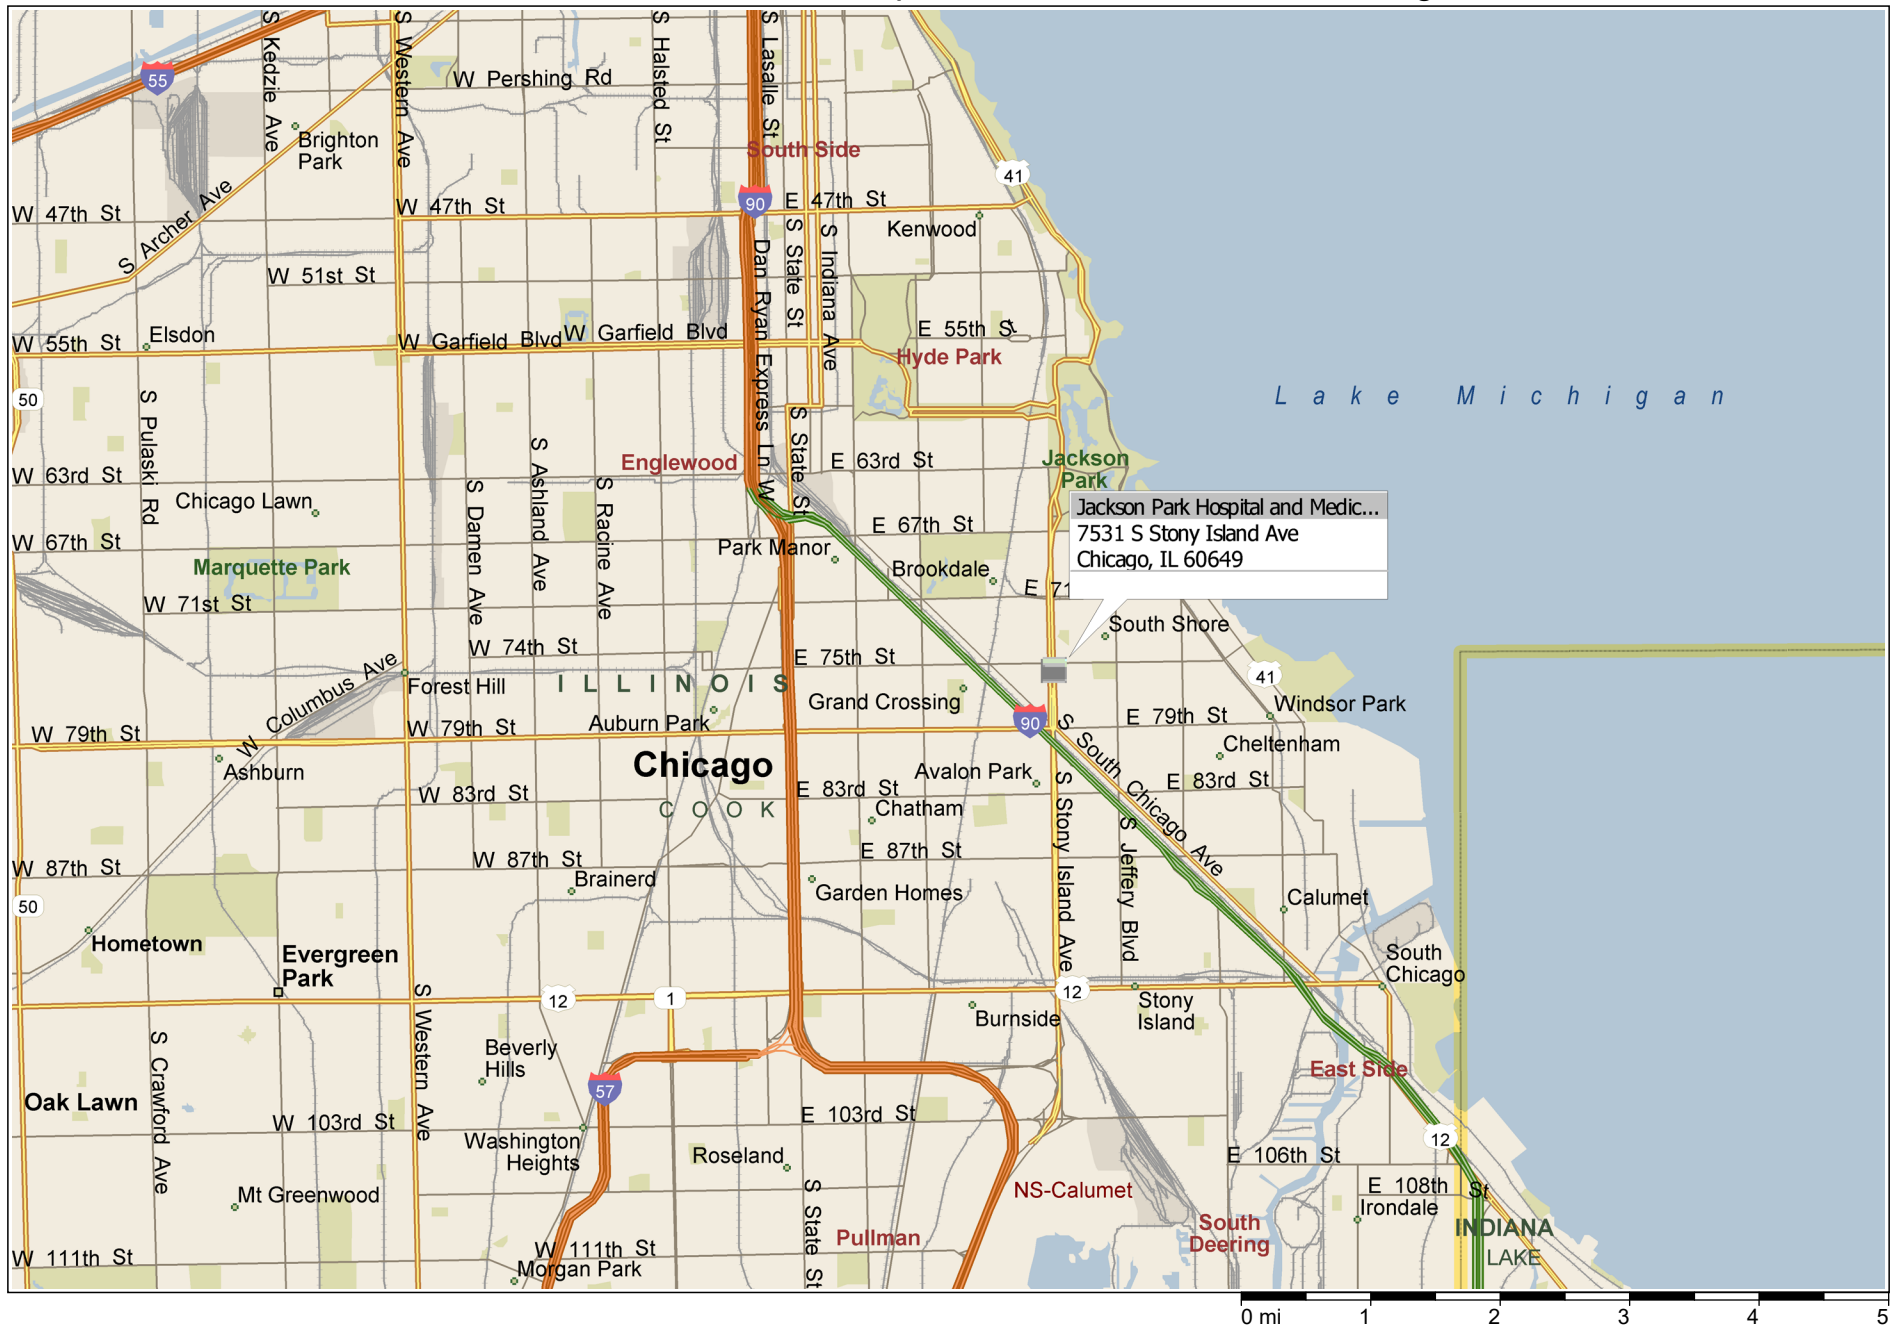 S Kedzie Ave
S Western Ave
S Halsted St
S Lasalle St
55
W Pershing Rd
Brighton
Park
South Side
41
W 47th St
S Archer Ave
W 47th St
90
E 47th St
Kenwood
W 51st St
Dan Ryan Express Ln W
S State St
S Indiana Ave
W 55th St
Elsdon
W Garfield Blvd
W Garfield Blvd
E 55th St
Hyde Park
50
Lake Michigan
S Pulaski Rd
S Ashland Ave
S State St
W 63rd St
Englewood
E 63rd St
Jackson
Park
Chicago Lawn
S Damen Ave
S Racine Ave
Jackson Park Hospital and Medic...
7531 S Stony Island Ave
Chicago, IL 60649
W 67th St
E 67th St
Park Manor
Marquette Park
Brookdale
E 71
W 71st St
South Shore
W 74th St
E 75th St
W Columbus Ave
Forest Hill
ILLINOIS
41
Grand Crossing
Windsor Park
Auburn Park
90
E 79th St
W 79th St
W 79th St
Cheltenham
Chicago
Ashburn
Avalon Park
S South Chicago Ave
E 83rd St
W 83rd St
E 83rd St
COOK
Chatham
S Stony Island Ave
S Jeffery Blvd
W 87th St
W 87th St
E 87th St
Brainerd
Garden Homes
Calumet
50
Hometown
Evergreen
Park
South
Chicago
S Western Ave
12
1
12
Stony
Island
Burnside
S Crawford Ave
Beverly
Hills
East Side
57
Oak Lawn
W 103rd St
E 103rd St
12
Washington
Heights
Roseland
E 106th St
Mt Greenwood
S State St
NS-Calumet
E 108th St
Irondale
South
Deering
INDIANA
LAKE
Pullman
W 111th St
W 111th St
Morgan Park
0 mi 1 2 3 4 5